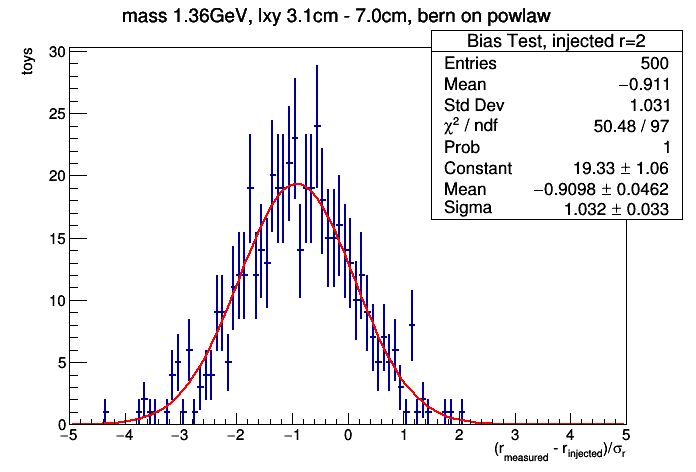 mass 1.36GeV, lxy 3.1cm - 7.0cm, bern on powlaw
Bias Test, injected r=2
Entries 500
Mean −0.911
Std Dev 1.031
χ² / ndf 50.48 / 97
Prob 1
Constant 19.33 ± 1.06
Mean −0.9098 ± 0.0462
Sigma 1.032 ± 0.033
toys
30
25
20
15
10
5
0
−5 −4 −3 −2 −1 0 1 2 3 4 5
(r_measured - r_injected)/σ_r